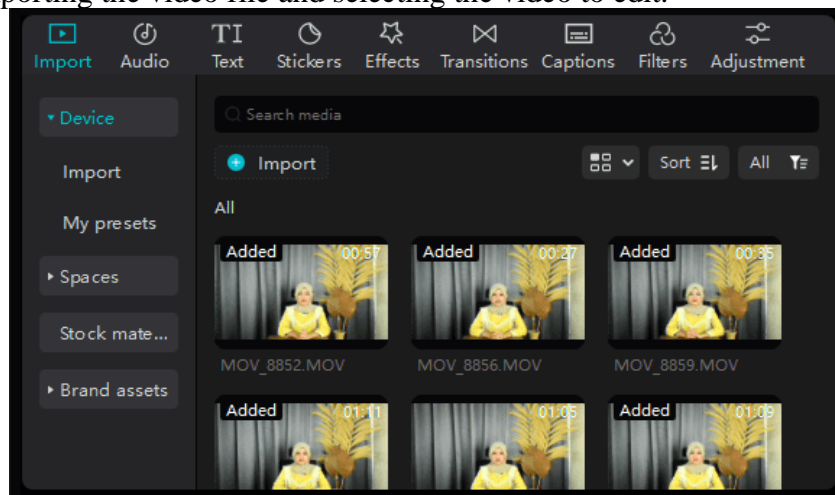 porting the video file and selecting the video to edit.
Import Audio TI Text Stickers Effects Transitions Captions Filters Adjustment
Device
Search media
Import
Import
Sort All
My presets
All
Spaces
Stock mate...
Brand assets
Added 00:57 Added 00:27 Added 00:35
MOV_8852.MOV MOV_8856.MOV MOV_8859.MOV
Added 01:11 01:05 Added 01:09